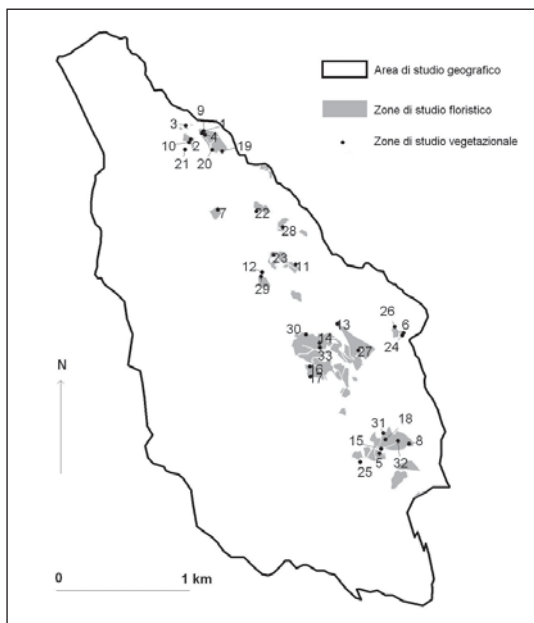 Area di studio geografico
Zone di studio floristico
Zone di studio vegetazionale
9 1
3
4
10 2
21 20 19
7 22
28
23
12 11
29
13 26 6
30 14 24
33 27
16
17
31 18
15 8
5
25 32
N
0 1 km